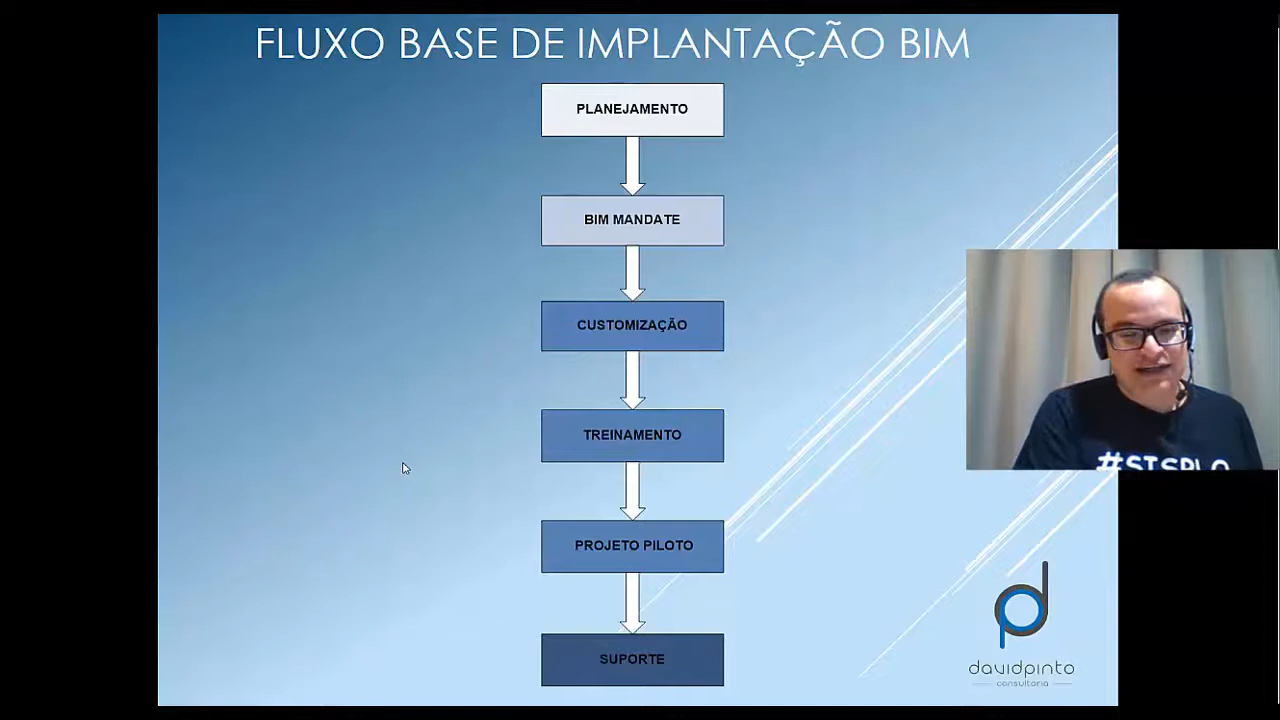 FLUXO BASE DE IMPLANTAÇÃO BIM
PLANEJAMENTO
BIM MANDATE
CUSTOMIZAÇÃO
TREINAMENTO
PROJETO PILOTO
SUPORTE
davidpinto
consultoria